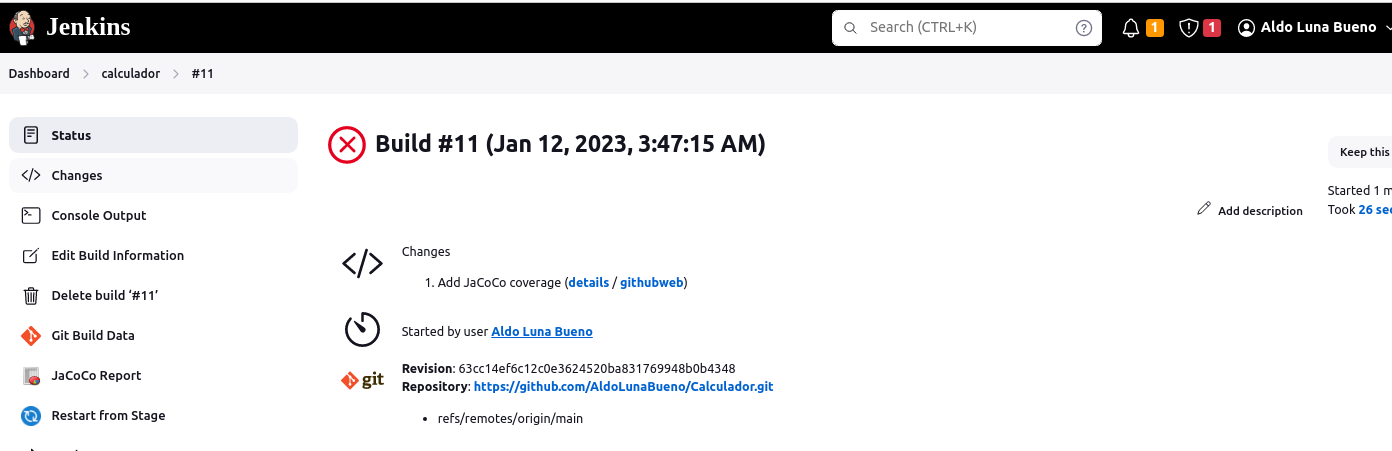 Jenkins
Search (CTRL+K)
1
1
Aldo Luna Bueno
Dashboard
calculador
#11
Status
Changes
Console Output
Edit Build Information
Delete build ‘#11’
Git Build Data
JaCoCo Report
Restart from Stage
Build #11 (Jan 12, 2023, 3:47:15 AM)
Keep this
Started 1 m
Took 26 sec
Add description
Changes
1. Add JaCoCo coverage (details / githubweb)
Started by user Aldo Luna Bueno
git
Revision: 63cc14ef6c12c0e3624520ba831769948b0b4348
Repository: https://github.com/AldoLunaBueno/Calculador.git
• refs/remotes/origin/main